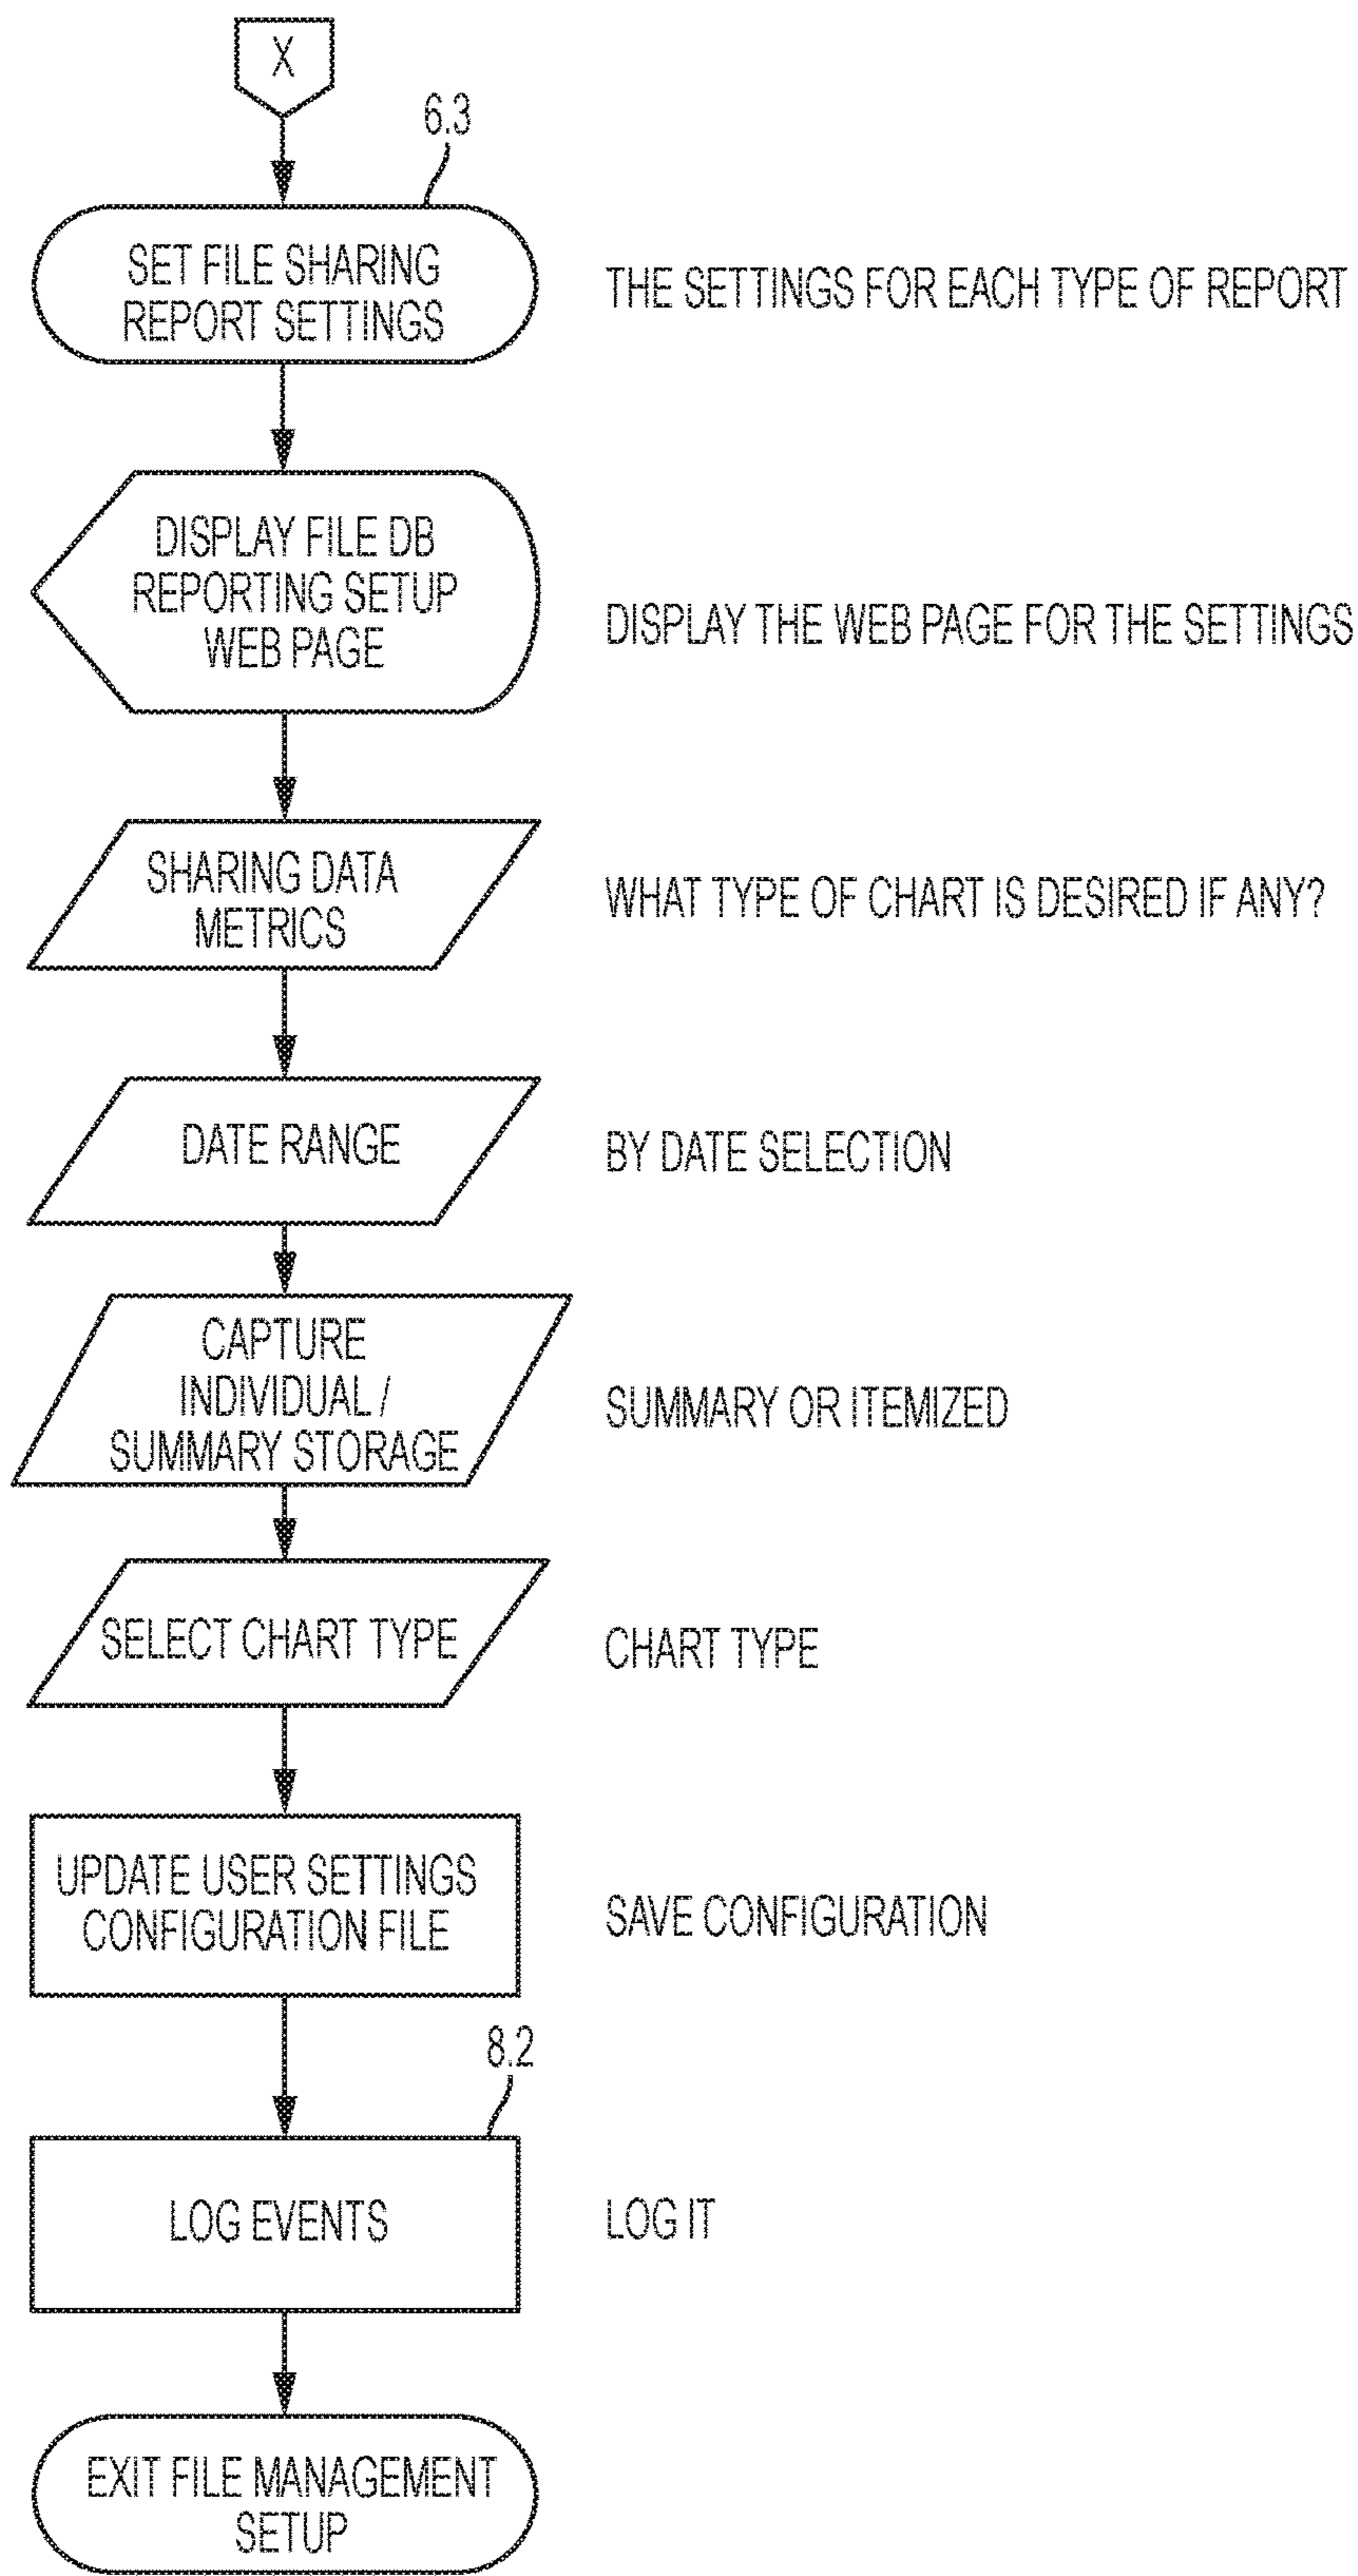 X
6.3
SET FILE SHARING
REPORT SETTINGS
THE SETTINGS FOR EACH TYPE OF REPORT
DISPLAY FILE DB
REPORTING SETUP
WEB PAGE
DISPLAY THE WEB PAGE FOR THE SETTINGS
SHARING DATA
METRICS
WHAT TYPE OF CHART IS DESIRED IF ANY?
DATE RANGE
BY DATE SELECTION
CAPTURE
INDIVIDUAL /
SUMMARY STORAGE
SUMMARY OR ITEMIZED
SELECT CHART TYPE
CHART TYPE
UPDATE USER SETTINGS
CONFIGURATION FILE
SAVE CONFIGURATION
8.2
LOG EVENTS
LOG IT
EXIT FILE MANAGEMENT
SETUP